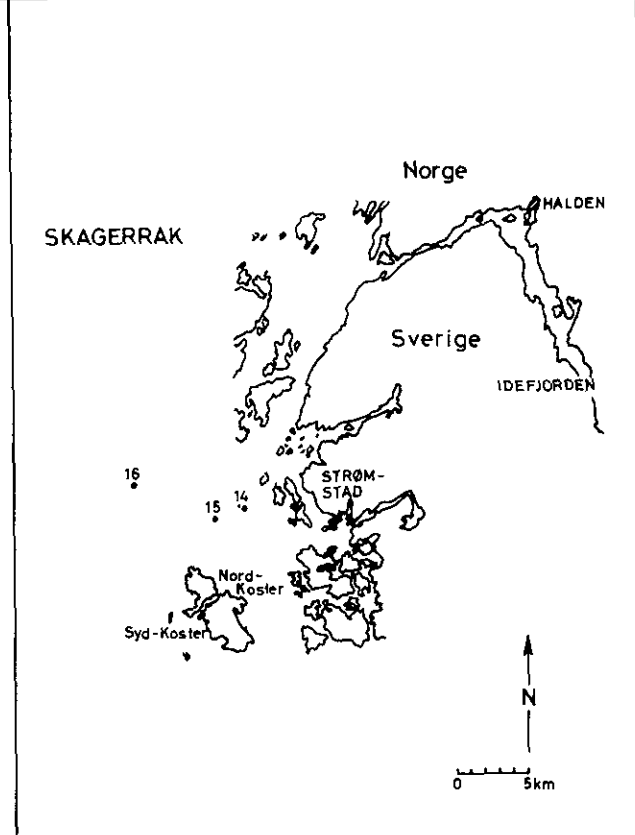 Norge
HALDEN
SKAGERRAK
Sverige
IDEFJORDEN
STRØM-
STAD
16
15
14
Nord-
Koster
Syd-Koster
N
0 5km